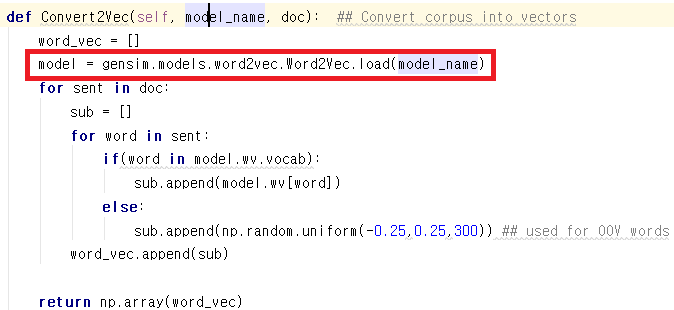 def Convert2Vec(self, model_name, doc):  ## Convert corpus into vectors
    word_vec = []
    model = gensim.models.word2vec.Word2Vec.load(model_name)
    for sent in doc:
        sub = []
        for word in sent:
            if(word in model.wv.vocab):
                sub.append(model.wv[word])
            else:
                sub.append(np.random.uniform(-0.25,0.25,300)) ## used for OOV words
        word_vec.append(sub)

    return np.array(word_vec)